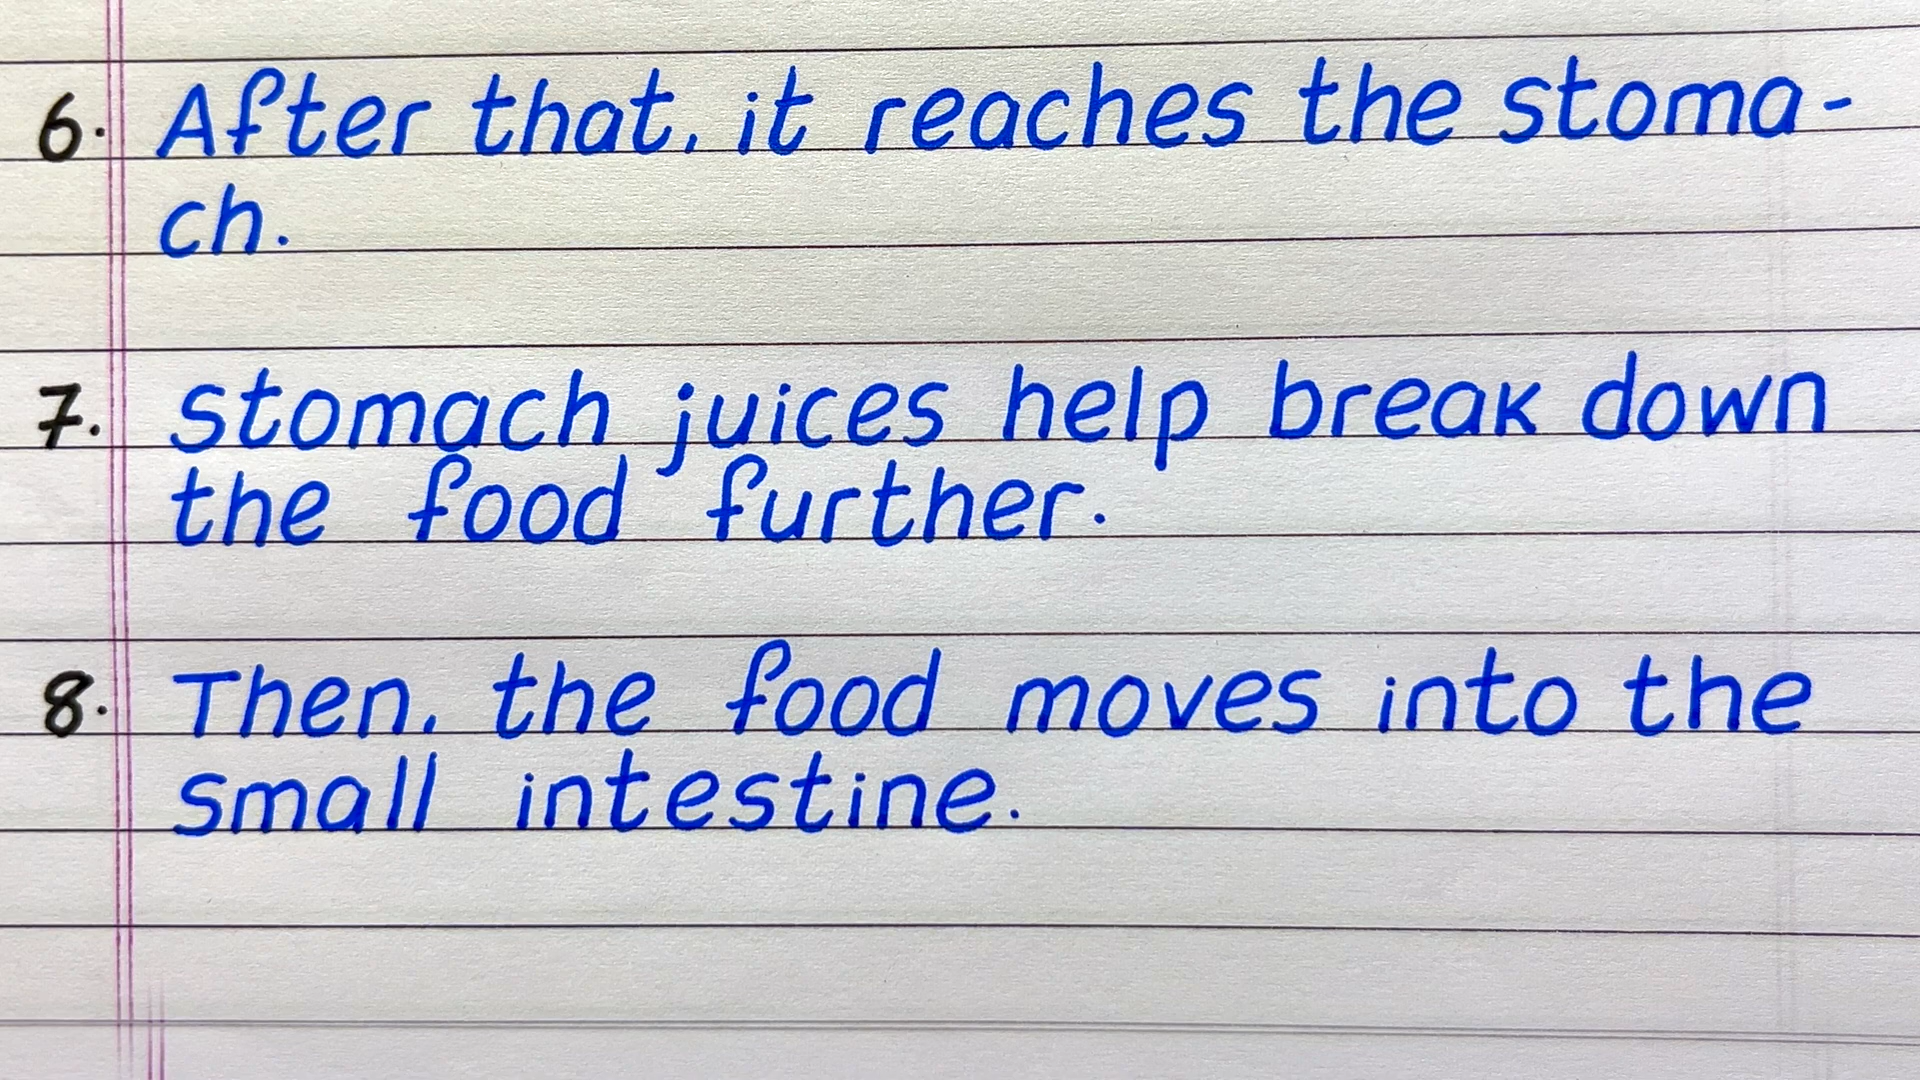 6. After that, it reaches the stoma-
ch.
7. Stomach juices help break down
the food further.
8. Then, the food moves into the
small intestine.